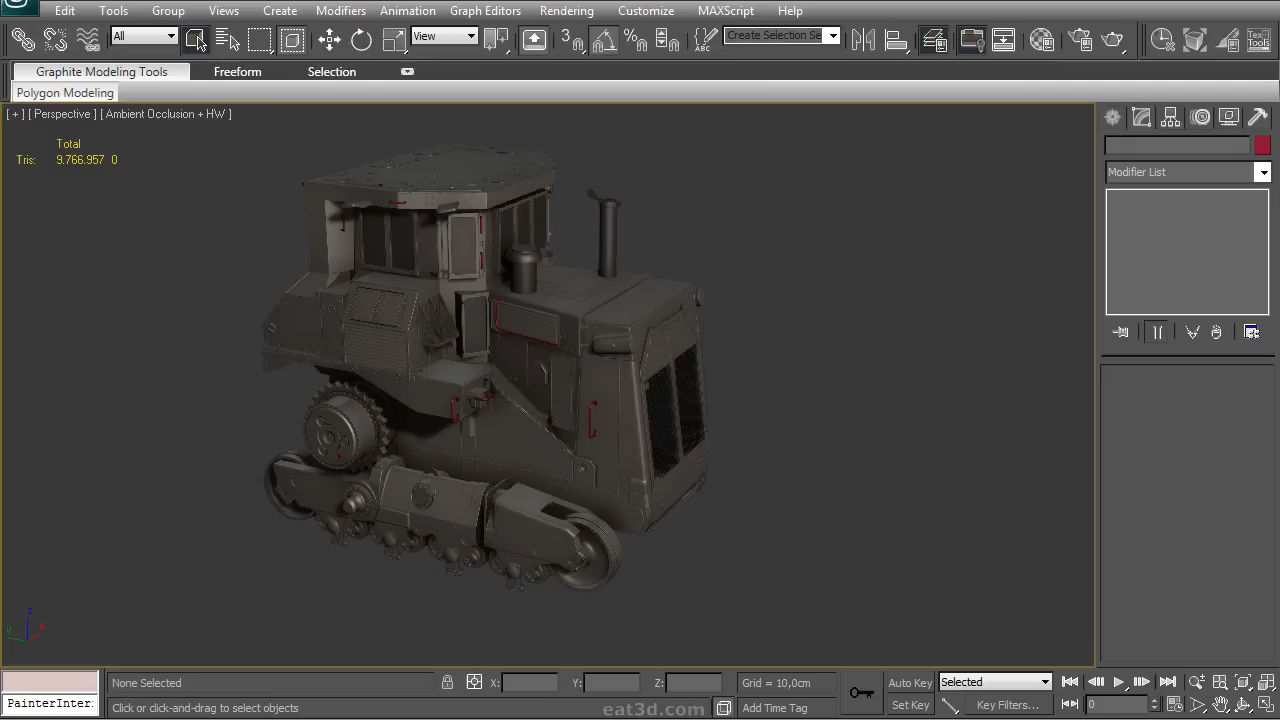 Edit Tools Group Views Create Modifiers Animation Graph Editors Rendering Customize MAXScript Help
All View Create Selection Se
Graphite Modeling Tools Freeform Selection
Polygon Modeling
[ + ] [ Perspective ] [ Ambient Occlusion + HW ]
Total
Tris: 9.766.957 0
Modifier List
z
y x
None Selected X: Y: Z: Grid = 10,0cm Auto Key Selected
PainterInter: Click or click-and-drag to select objects eat3d.com Add Time Tag Set Key Key Filters... 0